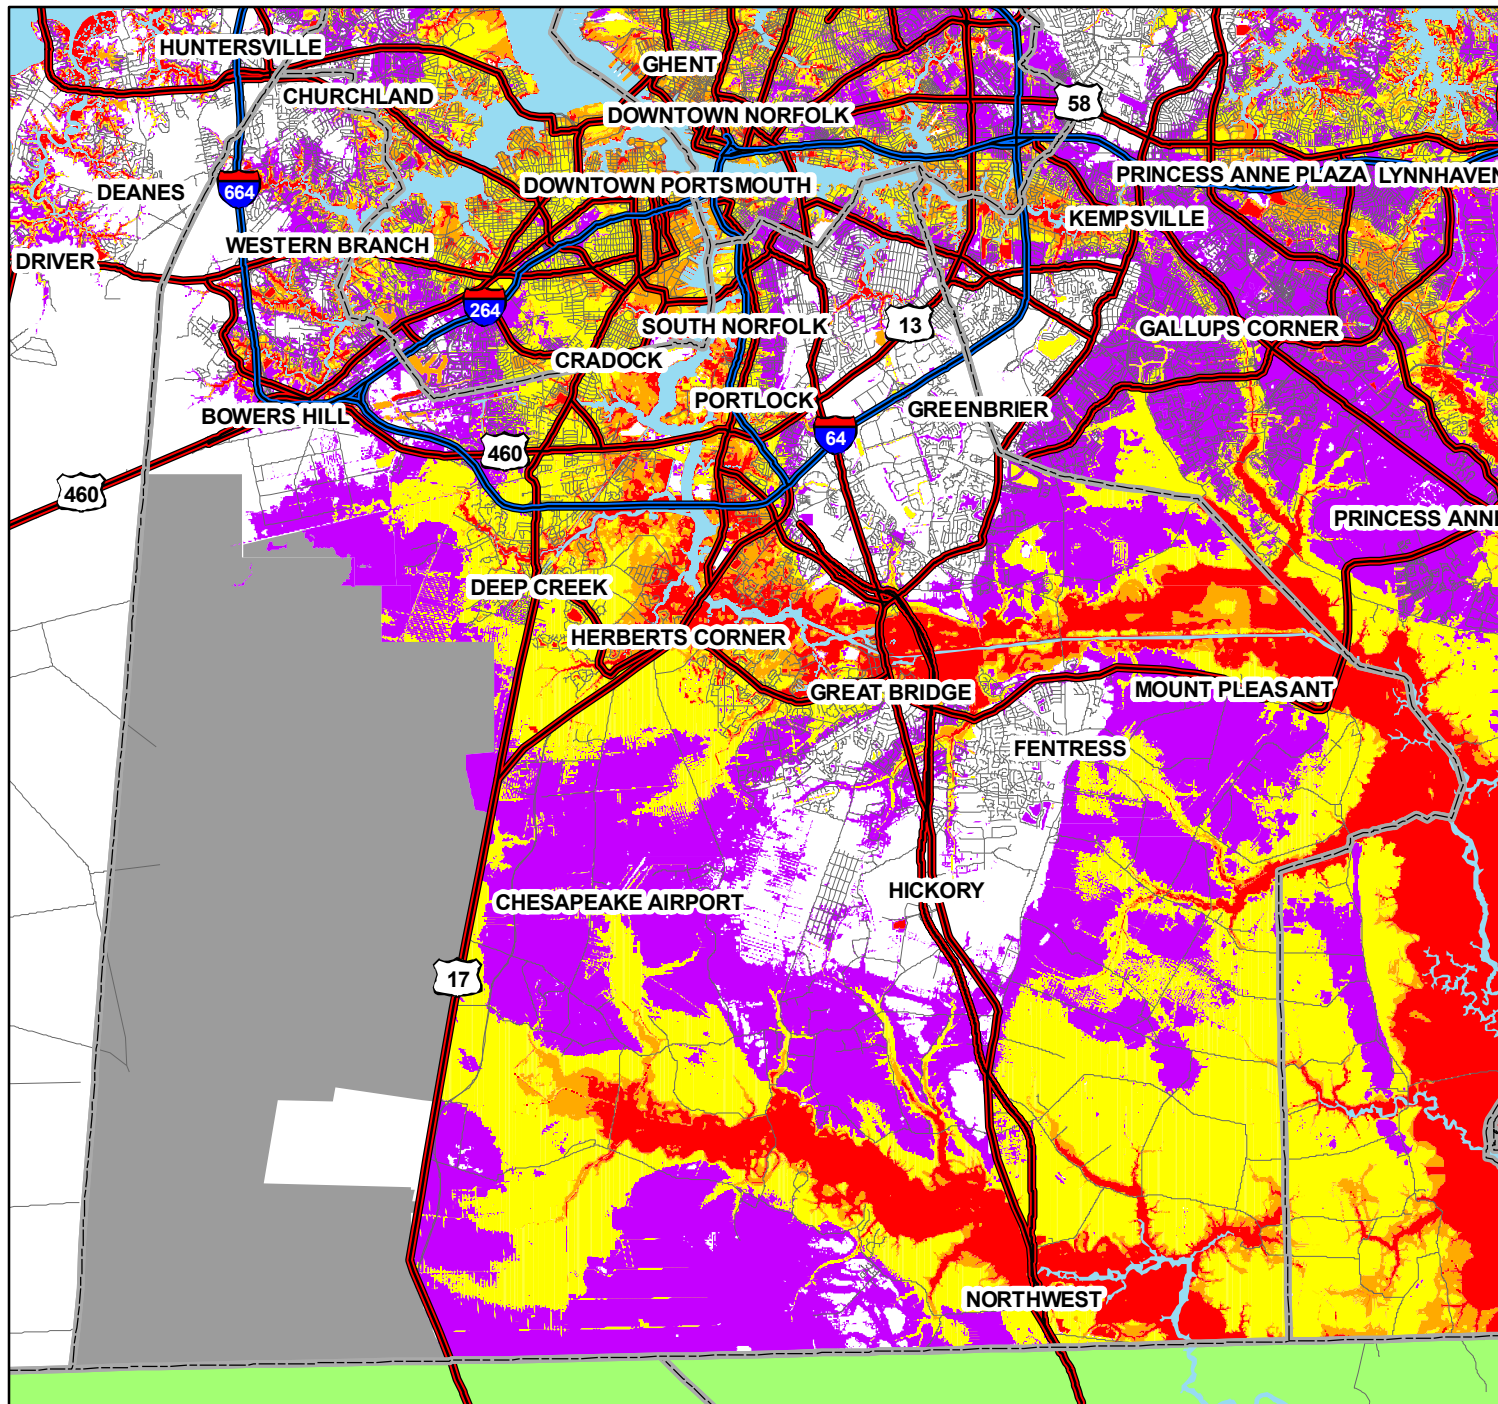 HUNTERSVILLE
GHENT
CHURCHLAND
58
DOWNTOWN NORFOLK
DEANES
664
DOWNTOWN PORTSMOUTH
PRINCESS ANNE PLAZA
LYNNHAVEN
KEMPSVILLE
WESTERN BRANCH
DRIVER
264
SOUTH NORFOLK
13
GALLUPS CORNER
CRADOCK
BOWERS HILL
PORTLOCK
GREENBRIER
64
460
460
PRINCESS ANNE
DEEP CREEK
HERBERTS CORNER
GREAT BRIDGE
MOUNT PLEASANT
FENTRESS
CHESAPEAKE AIRPORT
HICKORY
17
NORTHWEST